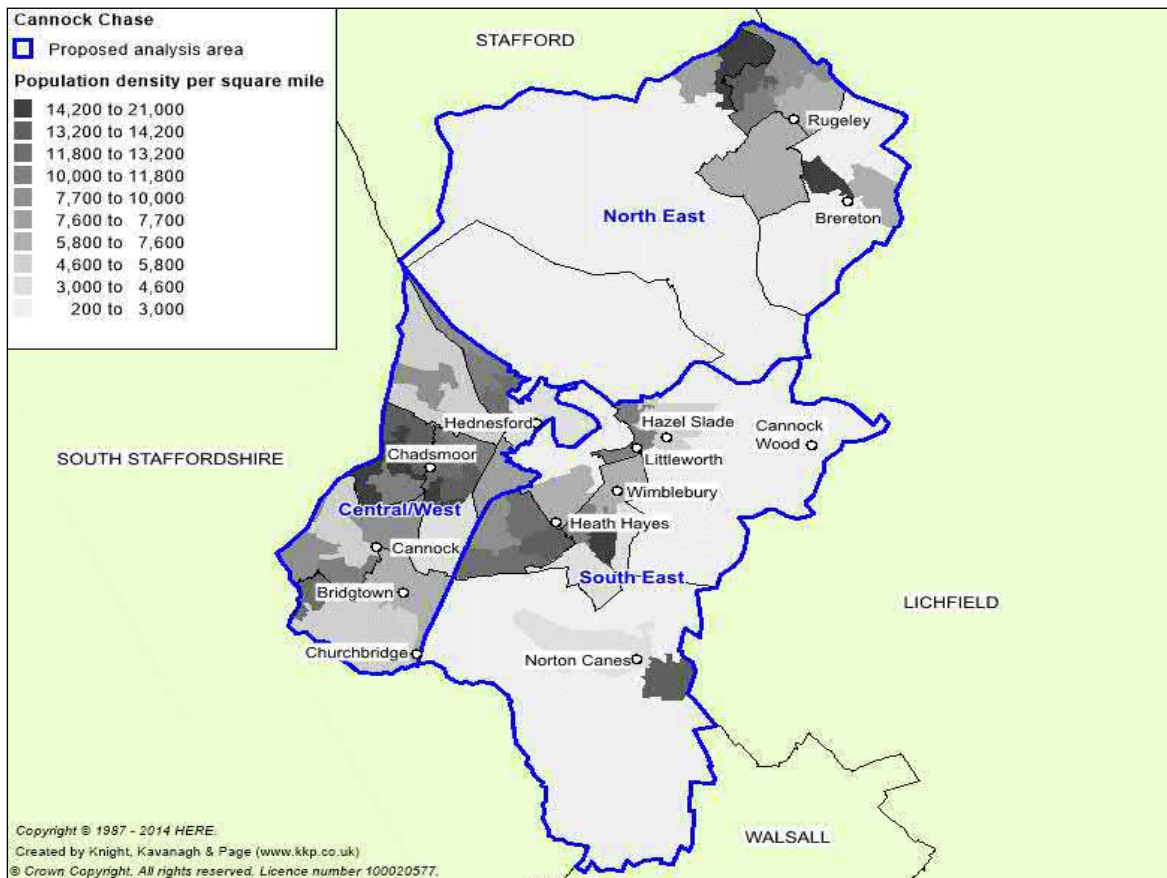 Cannock Chase
Proposed analysis area
Population density per square mile
14,200 to 21,000
13,200 to 14,200
11,800 to 13,200
10,000 to 11,800
7,700 to 10,000
7,600 to 7,700
5,800 to 7,600
4,600 to 5,800
3,000 to 4,600
200 to 3,000
STAFFORD
Rugeley
North East
Brereton
Hednesford
Hazel Slade
Cannock
Wood
SOUTH STAFFORDSHIRE
Chadsmoor
Littleworth
Wimblebury
Central/West
Heath Hayes
Cannock
South East
Bridgtown
LICHFIELD
Churchbridge
Norton Canes
WALSALL
Copyright © 1987 - 2014 HERE.
Created by Knight, Kavanagh & Page (www.kkp.co.uk)
© Crown Copyright. All rights reserved. Licence number 100020577.